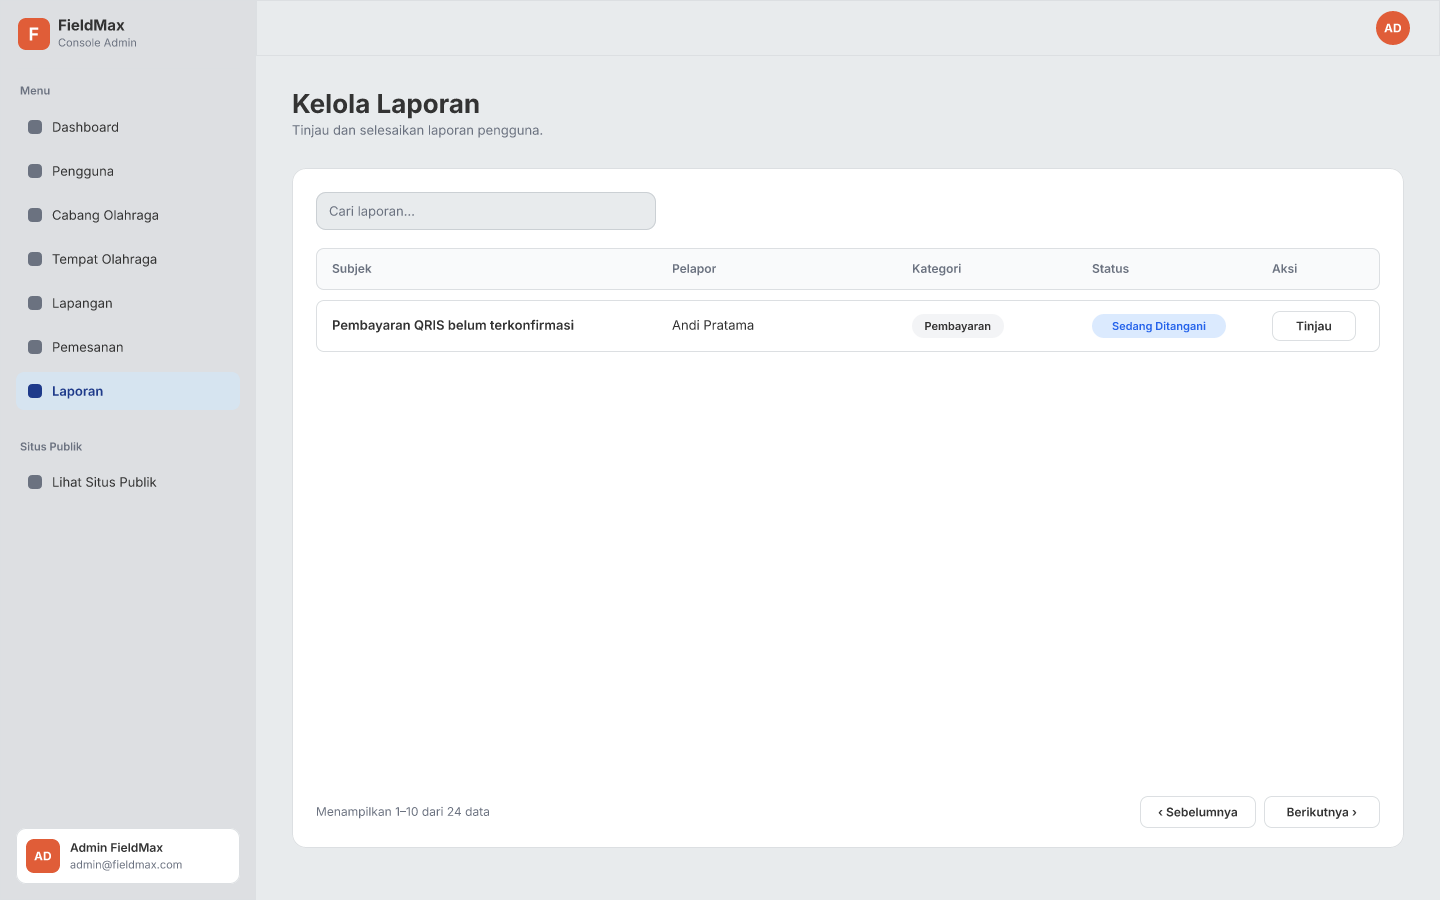 F
FieldMax
Console Admin
Menu
Dashboard
Pengguna
Cabang Olahraga
Tempat Olahraga
Lapangan
Pemesanan
Laporan
Situs Publik
Lihat Situs Publik
AD
Admin FieldMax
admin@fieldmax.com
AD
Kelola Laporan
Tinjau dan selesaikan laporan pengguna.
Cari laporan...
Subjek Pelapor Kategori Status Aksi
Pembayaran QRIS belum terkonfirmasi Andi Pratama Pembayaran Sedang Ditangani Tinjau
Menampilkan 1–10 dari 24 data
‹ Sebelumnya Berikutnya ›